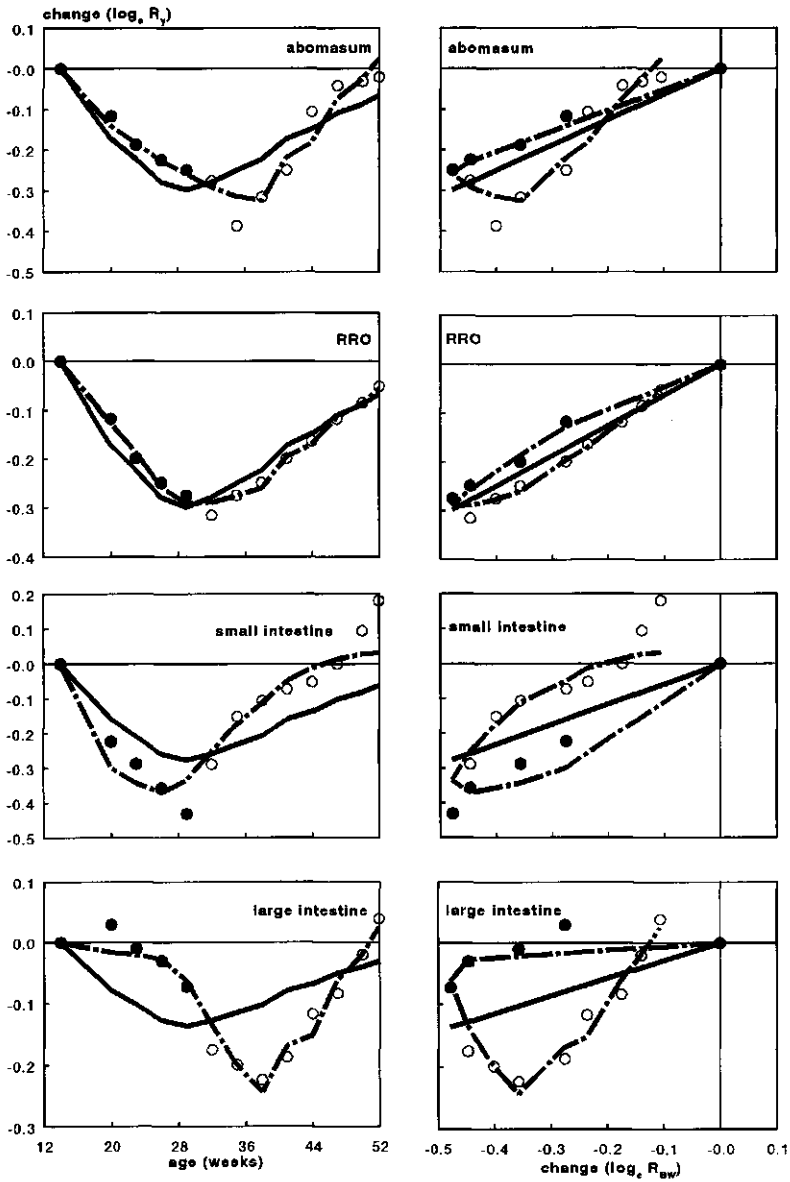 change (logₑ Rᵧ)
0.1
-0.0
-0.1
-0.2
-0.3
-0.5
abomasum
abomasum
0.1
0.0
-0.1
-0.2
-0.3
-0.4
RRO
RRO
0.2
0.1
-0.0
-0.1
-0.2
-0.3
-0.4
-0.5
small intestine
small intestine
0.1
0.0
-0.1
-0.2
-0.3
large intestine
large intestine
12 20 28 36 44 52
age (weeks)
-0.5 -0.4 -0.3 -0.2 -0.1 -0.0 0.1
change (logₑ R_BW)